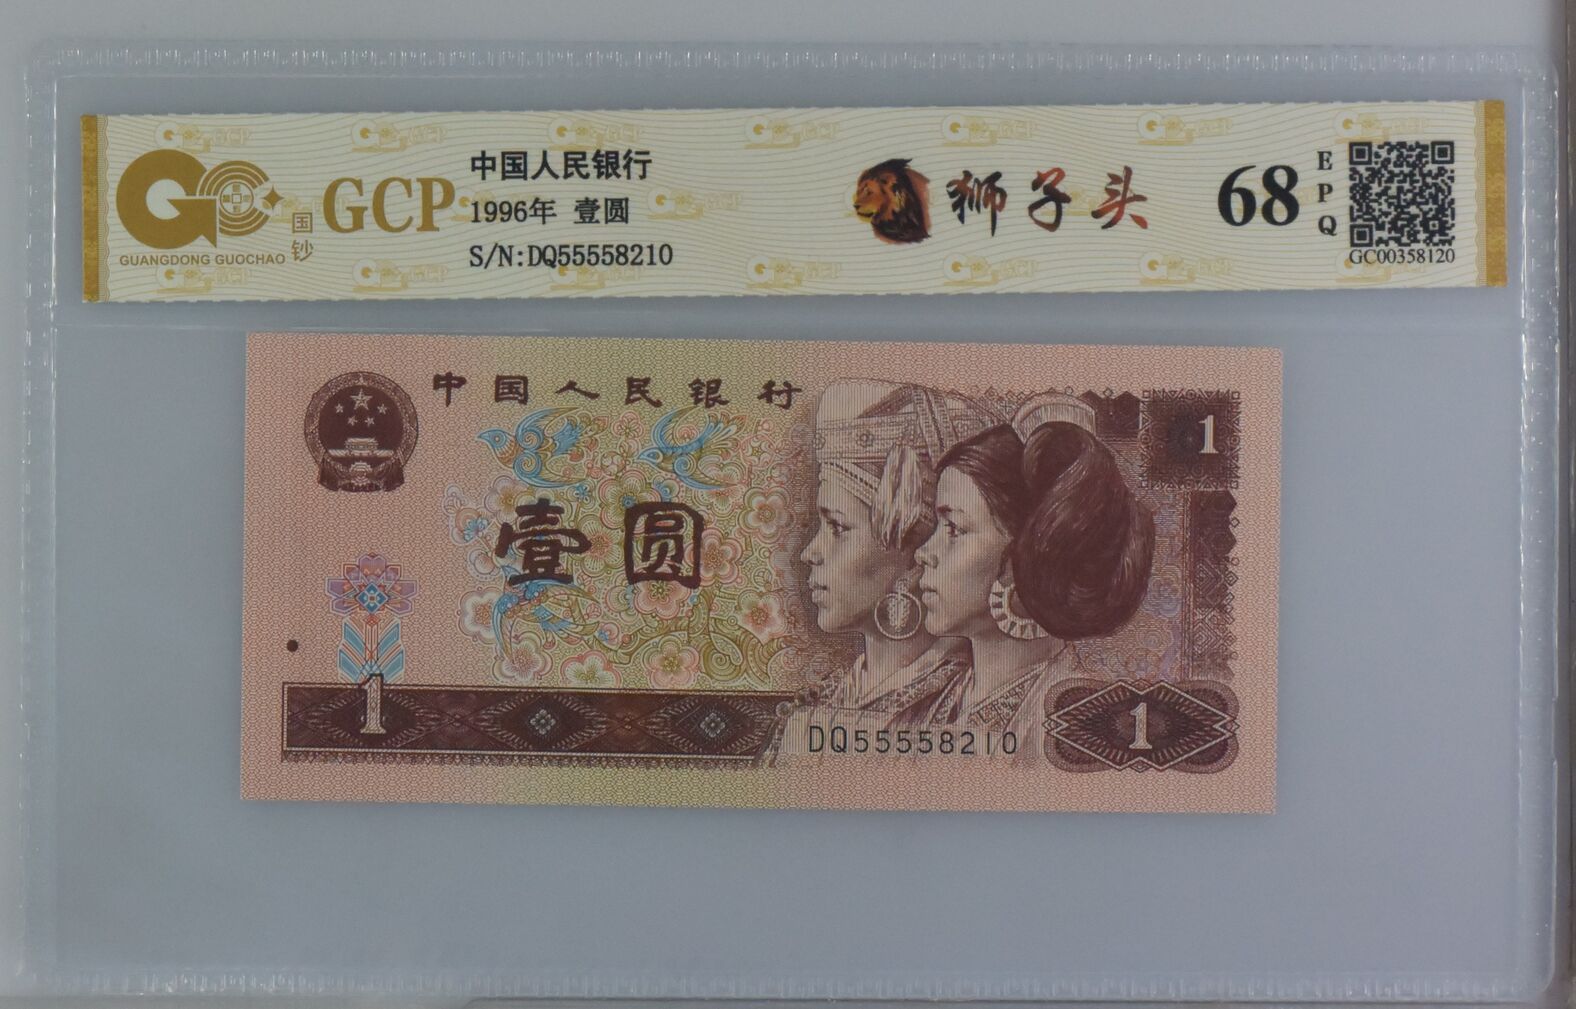 GUANGDONG GUOCHAO
国钞
GCP
中国人民银行
1996年 壹圆
S/N:DQ55558210
狮子头
68
EPQ
GC00358120
中国人民银行
1
壹圆
1
DQ55558210
1